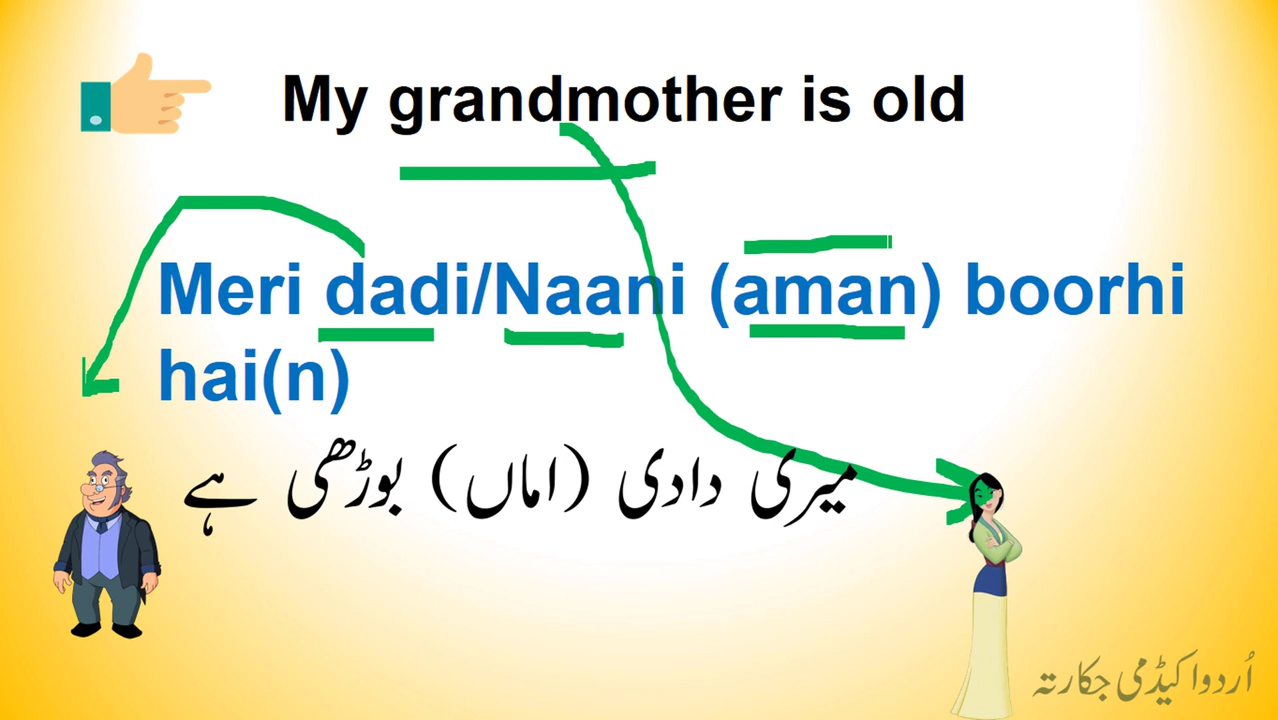 My grandmother is old
Meri dadi/Naani (aman) boorhi
hai(n)
میری دادی (اماں) بوڑھی ہے
اُردو اکیڈمی جکارتہ